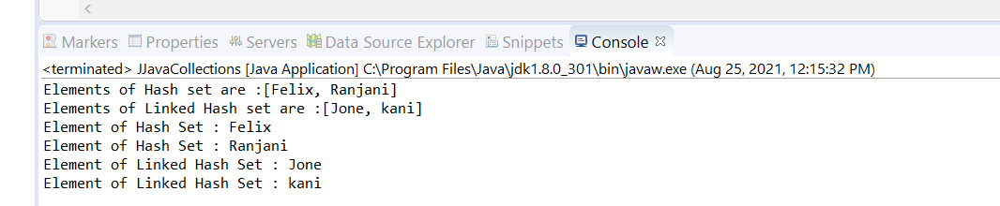 Markers Properties Servers Data Source Explorer Snippets Console
<terminated> JJavaCollections [Java Application] C:\Program Files\Java\jdk1.8.0_301\bin\javaw.exe (Aug 25, 2021, 12:15:32 PM)
Elements of Hash set are :[Felix, Ranjani]
Elements of Linked Hash set are :[Jone, kani]
Element of Hash Set : Felix
Element of Hash Set : Ranjani
Element of Linked Hash Set : Jone
Element of Linked Hash Set : kani